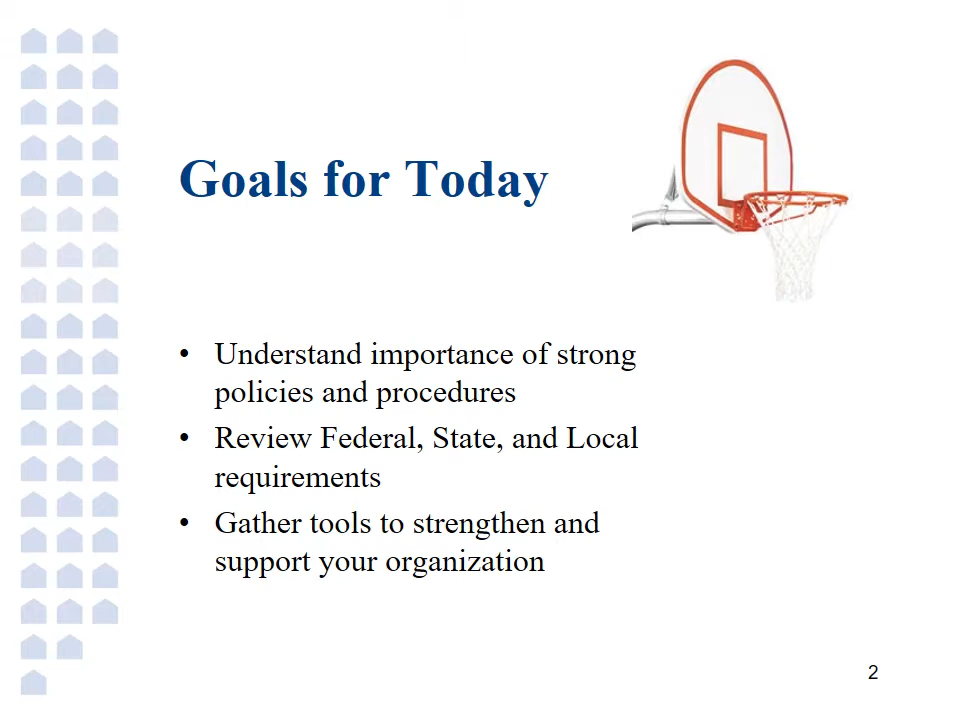 Goals for Today
• Understand importance of strong
policies and procedures
• Review Federal, State, and Local
requirements
• Gather tools to strengthen and
support your organization
2